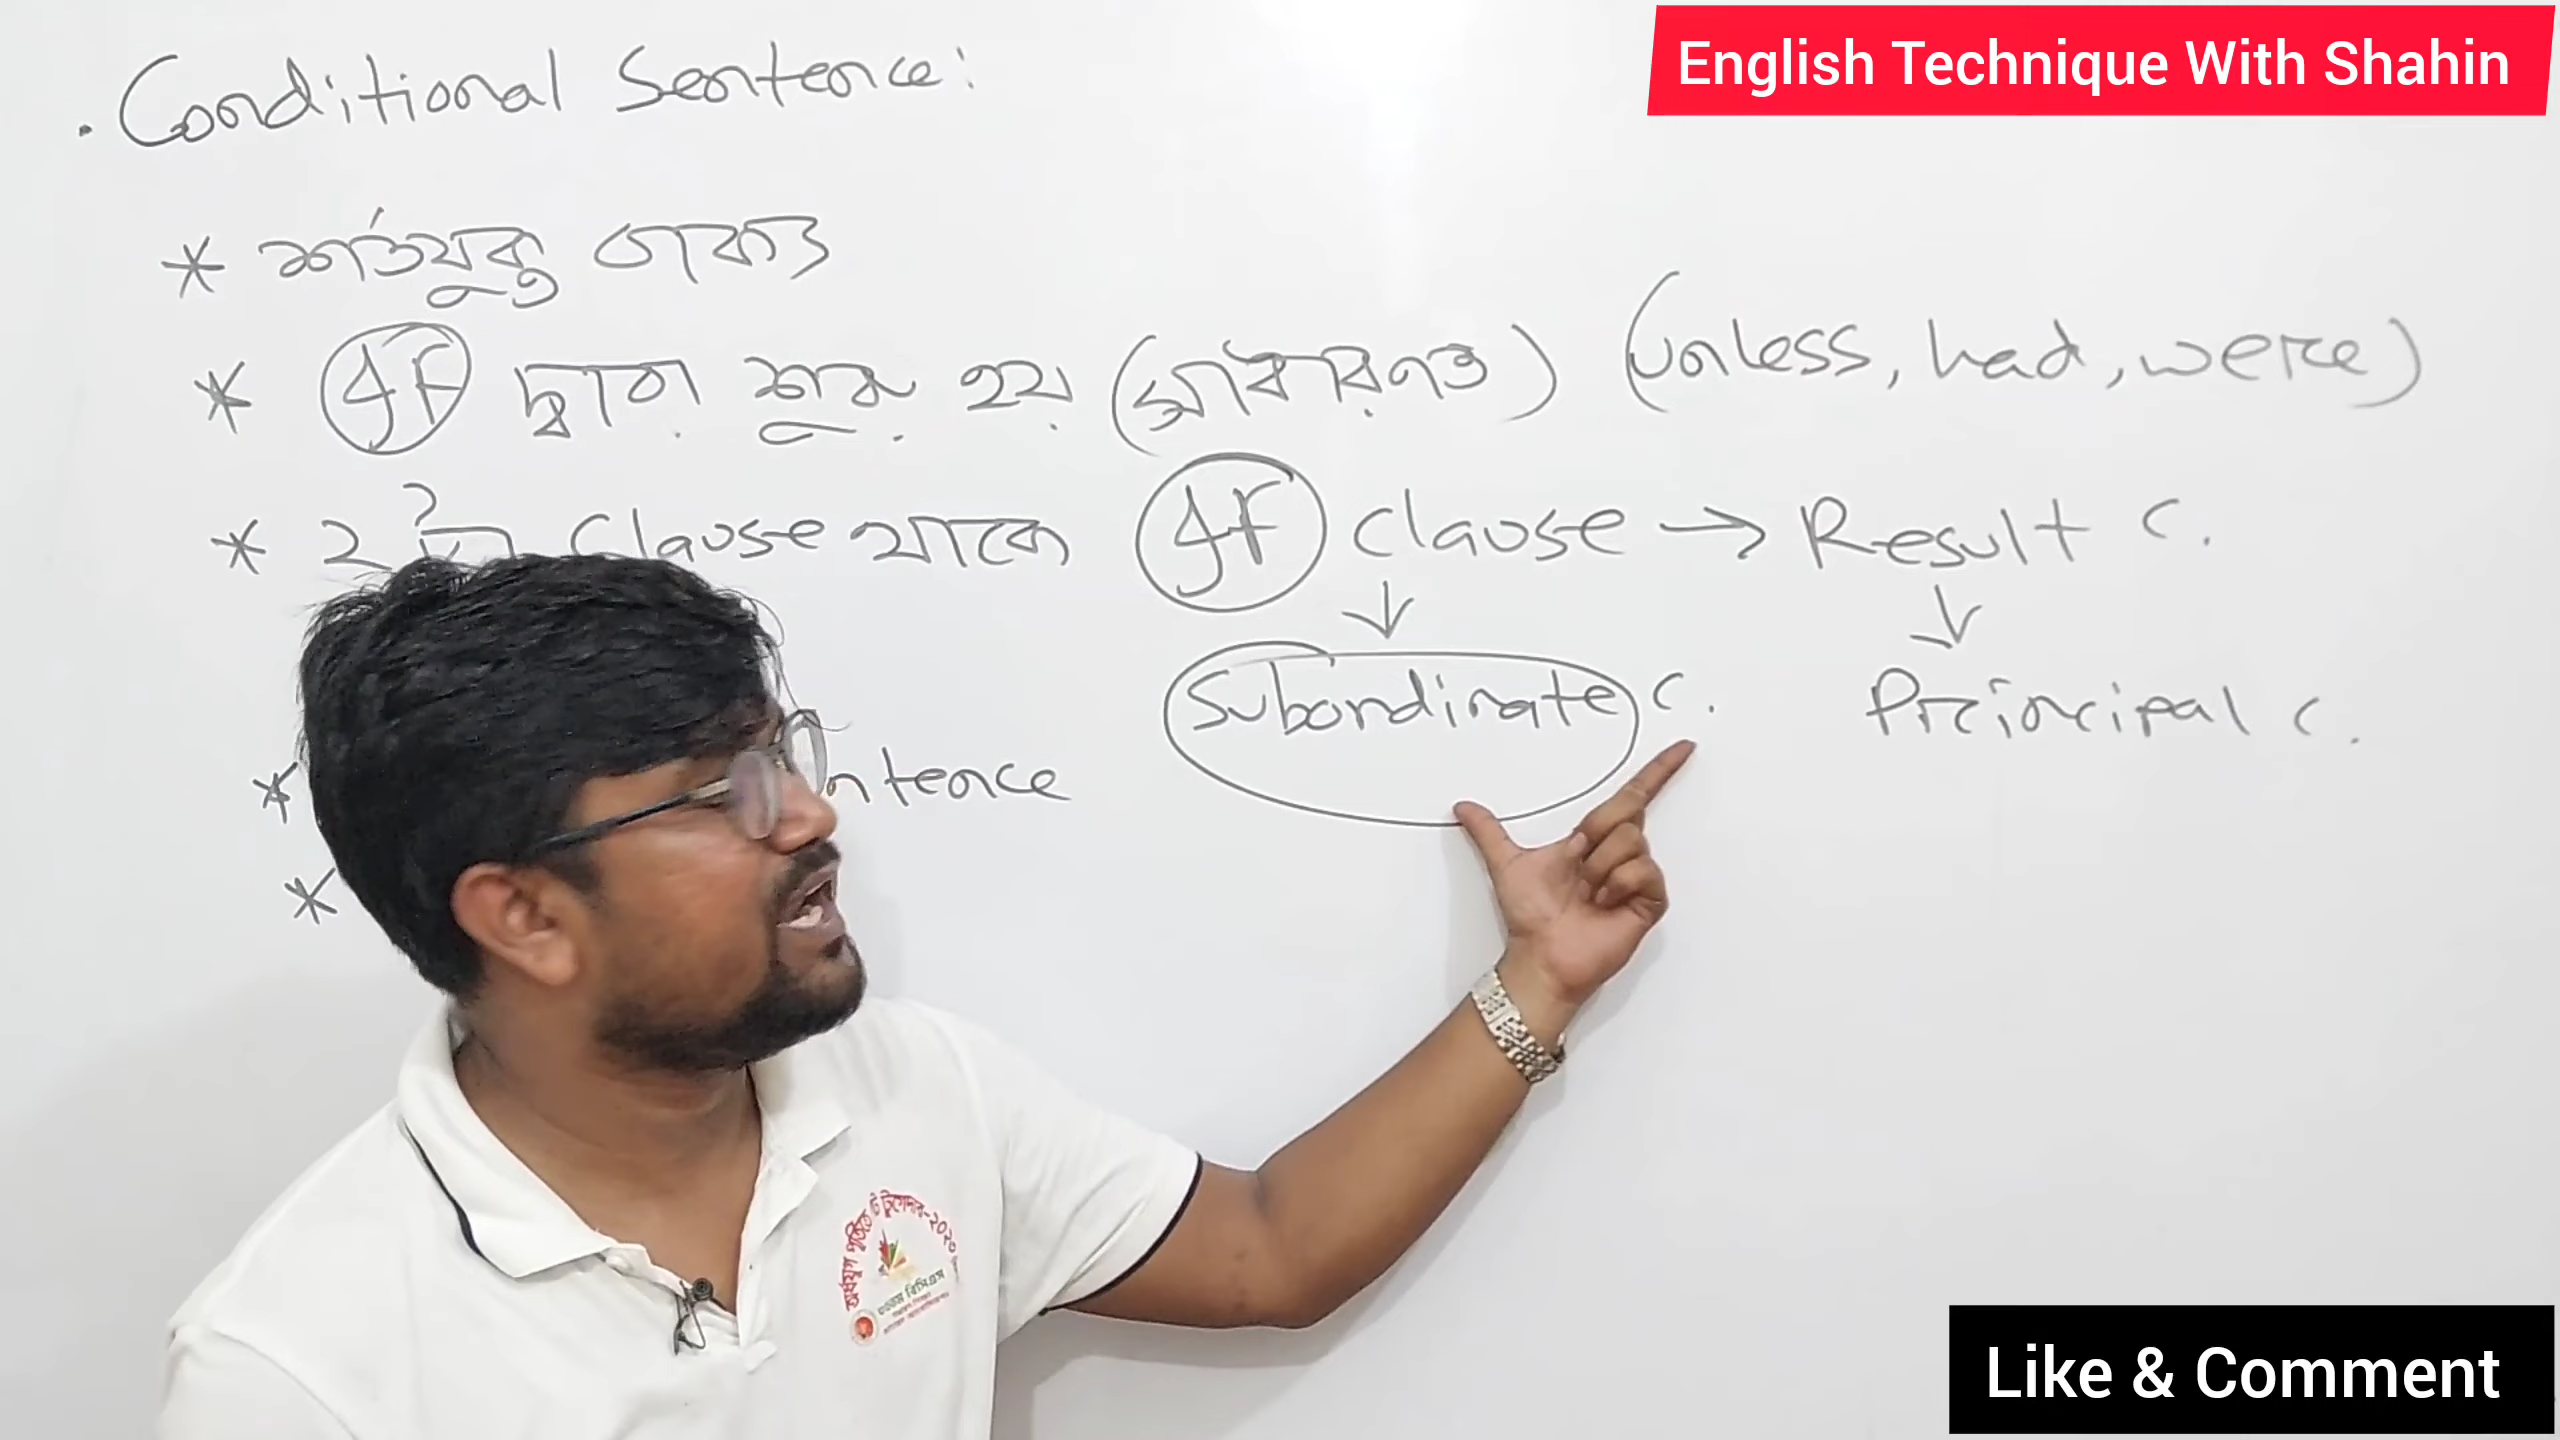 English Technique With Shahin
. Conditional Sentence:
* শর্তযুক্ত বাক্য
* If দ্বারা শুরু হয় (সাধারণত) (unless, had, were)
* ২টি Clause থাকে If clause → Result c.
↓ ↓
Subordinate c. Principal c.
* ntence
*
Like & Comment